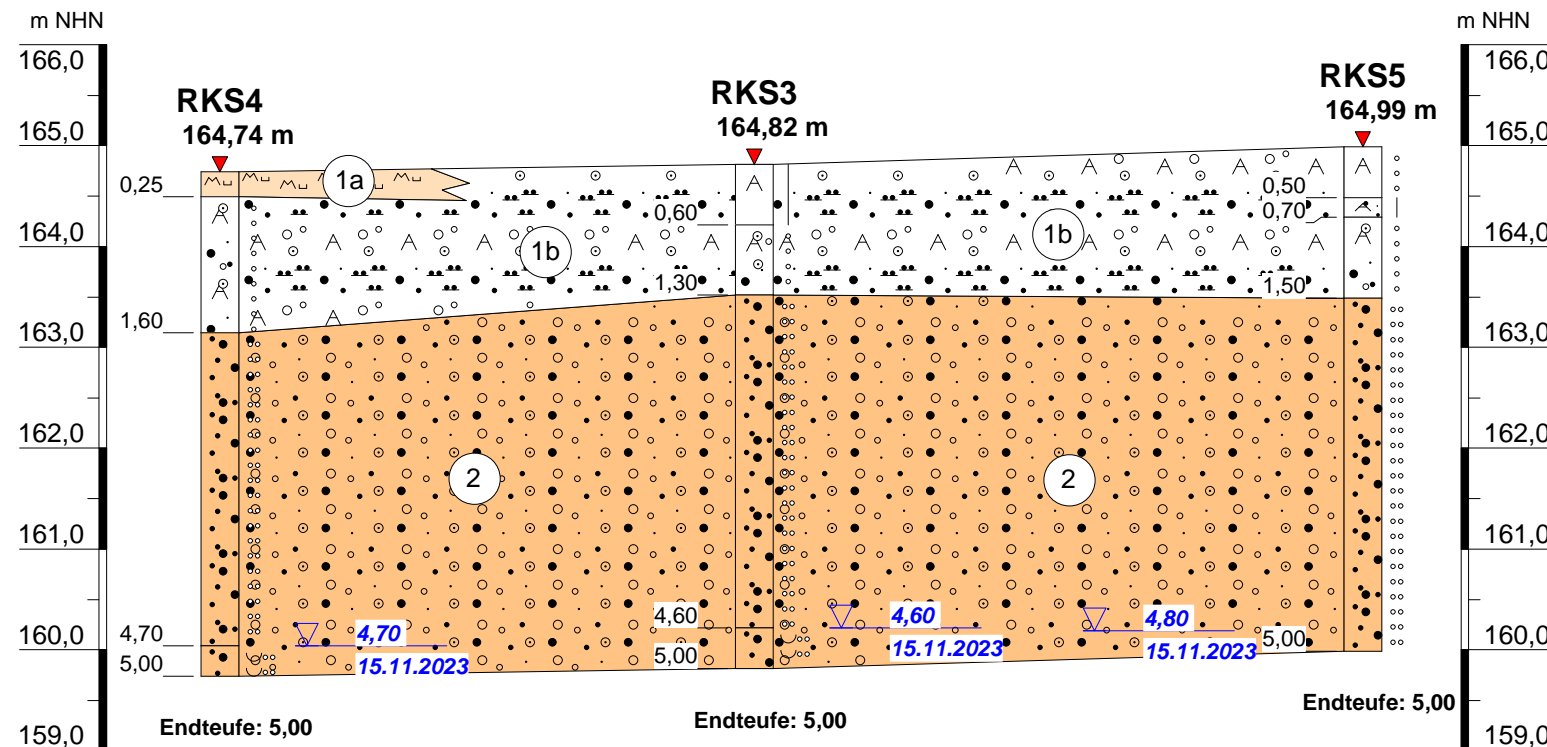 m NHN
m NHN
166,0
166,0
RKS4
164,74 m
RKS3
164,82 m
RKS5
164,99 m
165,0
165,0
0,25
1a
0,50
0,60
0,70
164,0
164,0
1b
1b
1,30
1,50
1,60
163,0
163,0
162,0
162,0
2
2
161,0
161,0
4,60
4,60
4,80
160,0
160,0
4,70
4,70
5,00
5,00
5,00
15.11.2023
15.11.2023
15.11.2023
Endteufe: 5,00
Endteufe: 5,00
Endteufe: 5,00
159,0
159,0